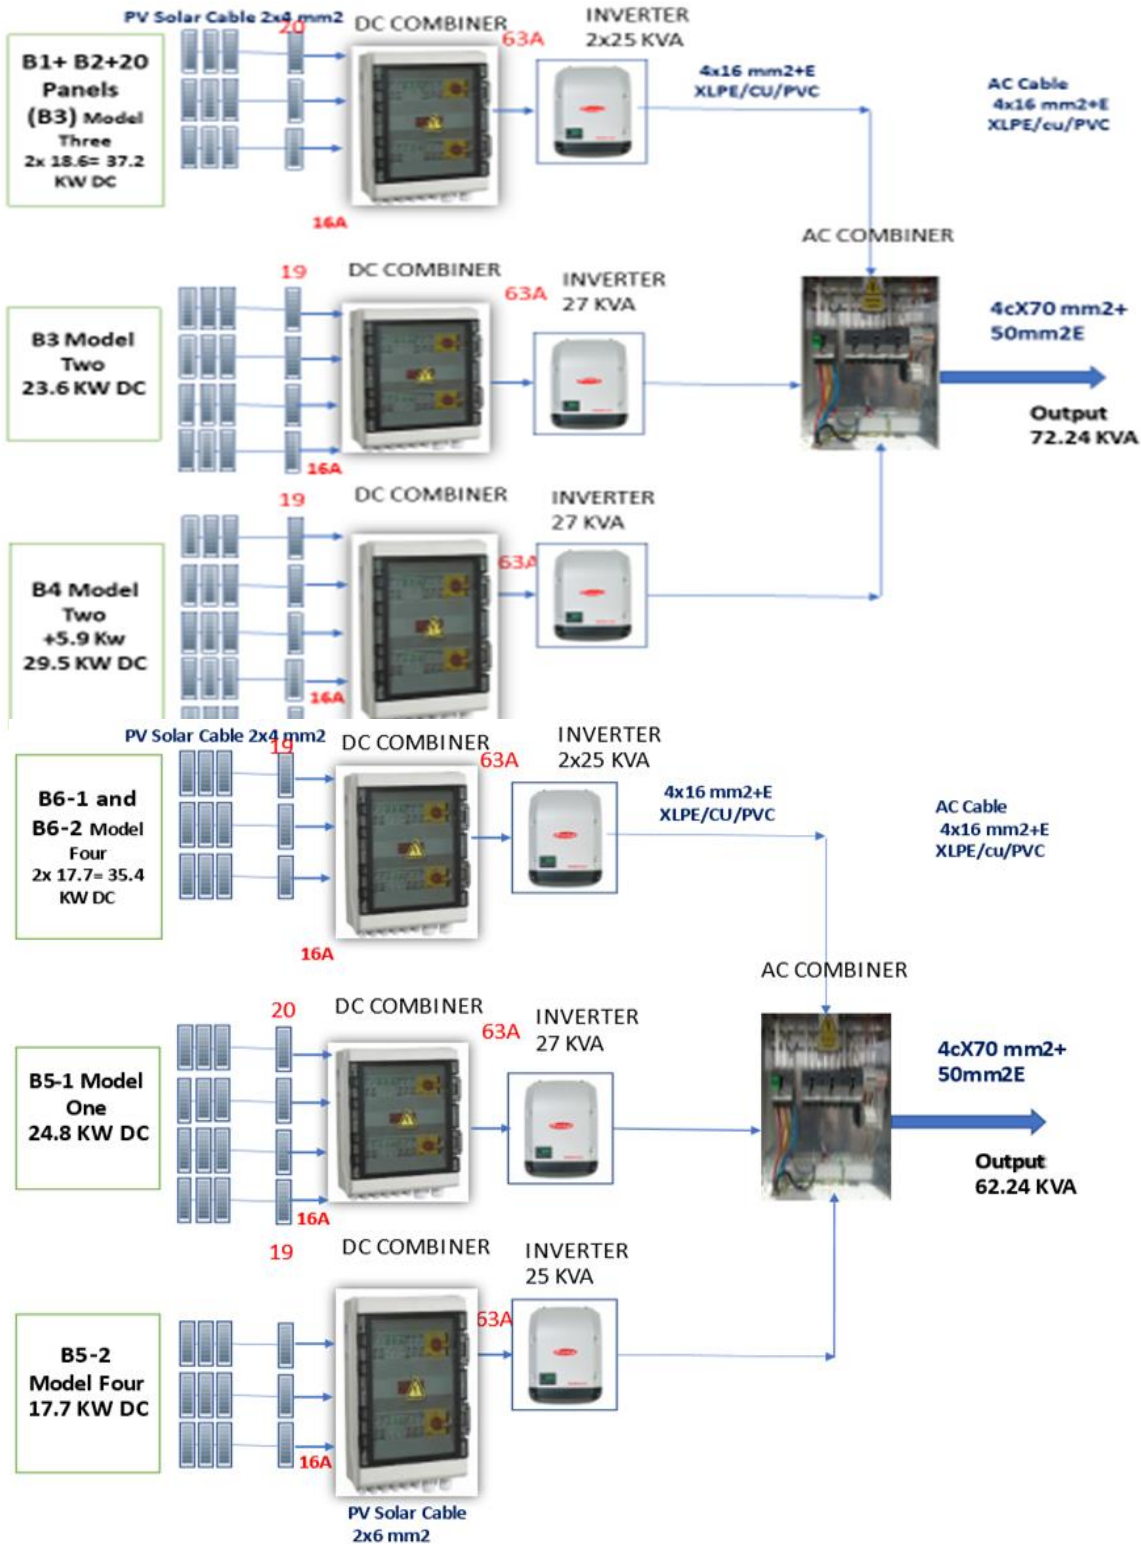 PV Solar Cable 2x4 mm2
20
DC COMBINER
63A
INVERTER
2x25 KVA
B1+ B2+20
Panels
(B3) Model
Three
2x 18.6= 37.2
KW DC
4x16 mm2+E
XLPE/CU/PVC
AC Cable
4x16 mm2+E
XLPE/cu/PVC
16A
AC COMBINER
19
DC COMBINER
63A
INVERTER
27 KVA
B3 Model
Two
23.6 KW DC
4cX70 mm2+
50mm2E
Output
72.24 KVA
16A
19
DC COMBINER
63A
INVERTER
27 KVA
B4 Model
Two
+5.9 Kw
29.5 KW DC
16A
PV Solar Cable 2x4 mm2
19
DC COMBINER
63A
INVERTER
2x25 KVA
B6-1 and
B6-2 Model
Four
2x 17.7= 35.4
KW DC
4x16 mm2+E
XLPE/CU/PVC
AC Cable
4x16 mm2+E
XLPE/cu/PVC
16A
AC COMBINER
20
DC COMBINER
63A
INVERTER
27 KVA
B5-1 Model
One
24.8 KW DC
4cX70 mm2+
50mm2E
Output
62.24 KVA
16A
19
DC COMBINER
63A
INVERTER
25 KVA
B5-2
Model Four
17.7 KW DC
16A
PV Solar Cable
2x6 mm2